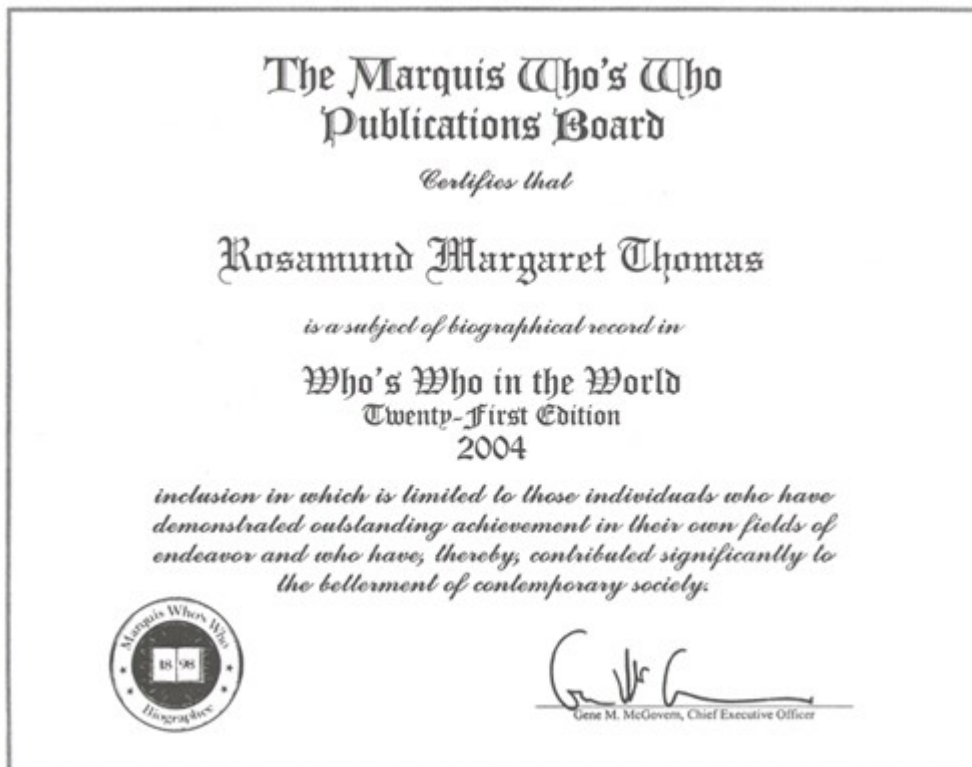 The Marquis Who's Who
Publications Board
Certifies that
Rosamund Margaret Thomas
is a subject of biographical record in
Who's Who in the World
Twenty-First Edition
2004
inclusion in which is limited to those individuals who have
demonstrated outstanding achievement in their own fields of
endeavor and who have, thereby, contributed significantly to
the betterment of contemporary society.
Marquis Who's Who
18 98
Biographee
Gene M. McGovern, Chief Executive Officer